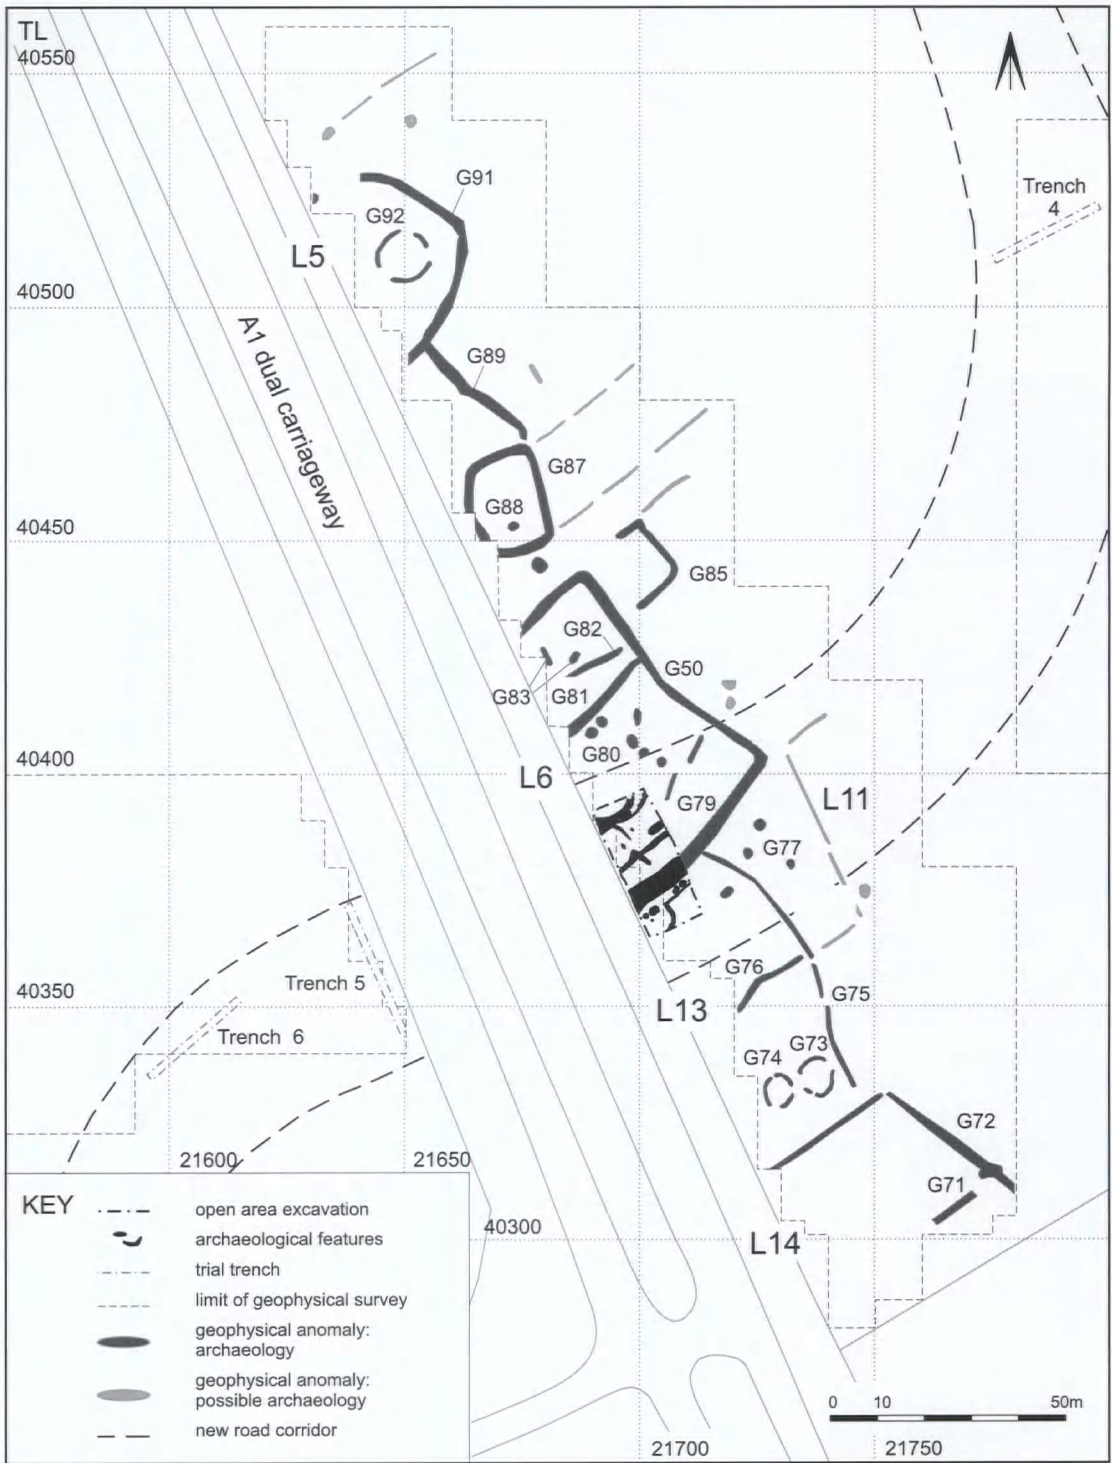 TL
40550
Trench
4
G91
G92
L5
40500
A1 dual carriageway
G89
G87
G88
40450
G85
G82
G50
G83
G81
40400
G80
L6
G79
L11
G77
G76
40350
Trench 5
L13
G75
Trench 6
G74
G73
G72
21600
21650
G71
40300
L14
KEY
open area excavation
archaeological features
trial trench
limit of geophysical survey
geophysical anomaly:
archaeology
geophysical anomaly:
possible archaeology
new road corridor
0 10 50m
21700
21750